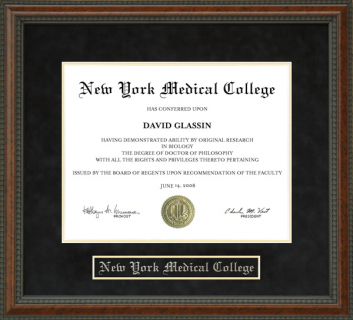 New York Medical College
HAS CONFERRED UPON
DAVID GLASSIN
HAVING DEMONSTRATED ABILITY BY ORIGINAL RESEARCH
IN BIOLOGY
THE DEGREE OF DOCTOR OF PHILOSOPHY
WITH ALL THE RIGHTS AND PRIVILEGES THERETO PERTAINING
ISSUED BY THE BOARD OF REGENTS UPON RECOMMENDATION OF THE FACULTY
JUNE 14, 2006
PROVOST
PRESIDENT
New York Medical College